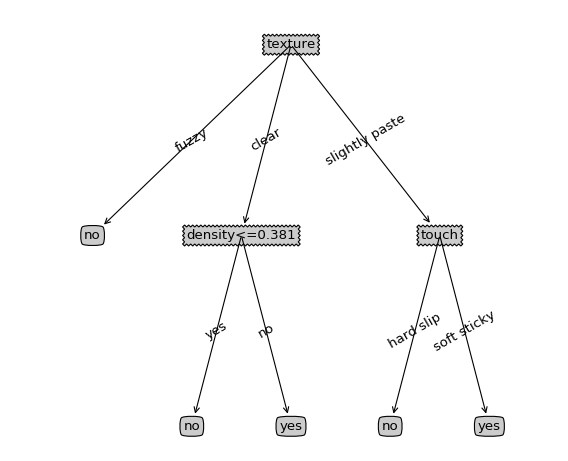 texture
fuzzy
clear
slightly paste
no
density<=0.381
touch
yes
no
hard slip
soft sticky
no
yes
no
yes